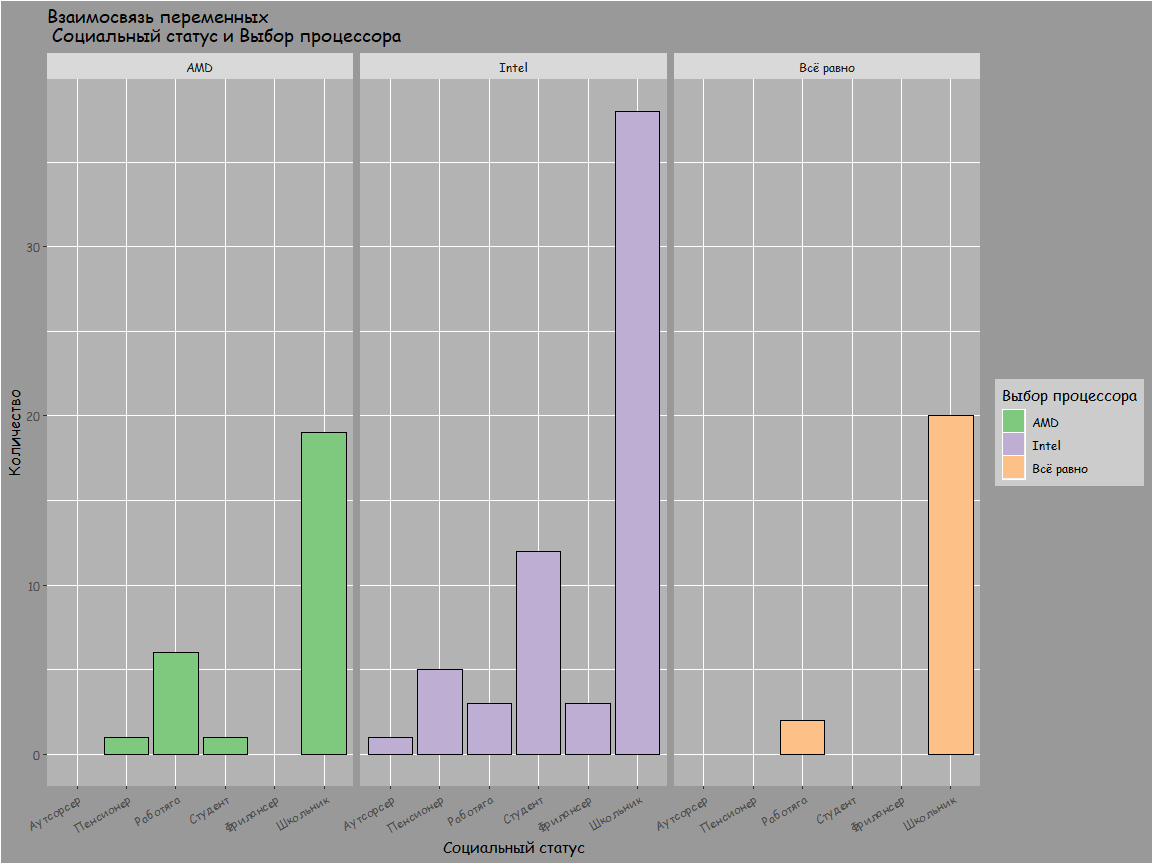 Взаимосвязь переменных
Социальный статус и Выбор процессора
AMD
Intel
Всё равно
Количество
30
20
10
0
Аутсорсер
Пенсионер
Роботяга
Студент
Фрилансер
Школьник
Аутсорсер
Пенсионер
Роботяга
Студент
Фрилансер
Школьник
Аутсорсер
Пенсионер
Роботяга
Студент
Фрилансер
Школьник
Социальный статус
Выбор процессора
AMD
Intel
Всё равно